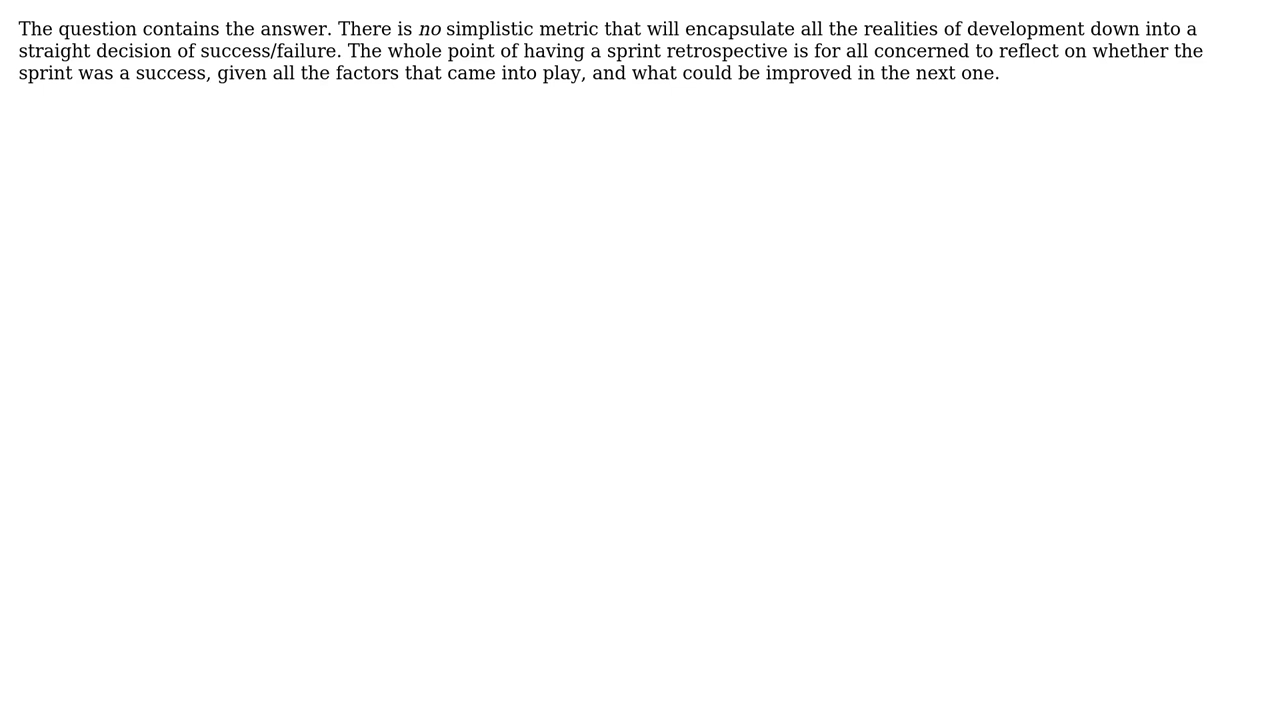 The question contains the answer. There is no simplistic metric that will encapsulate all the realities of development down into a
straight decision of success/failure. The whole point of having a sprint retrospective is for all concerned to reflect on whether the
sprint was a success, given all the factors that came into play, and what could be improved in the next one.